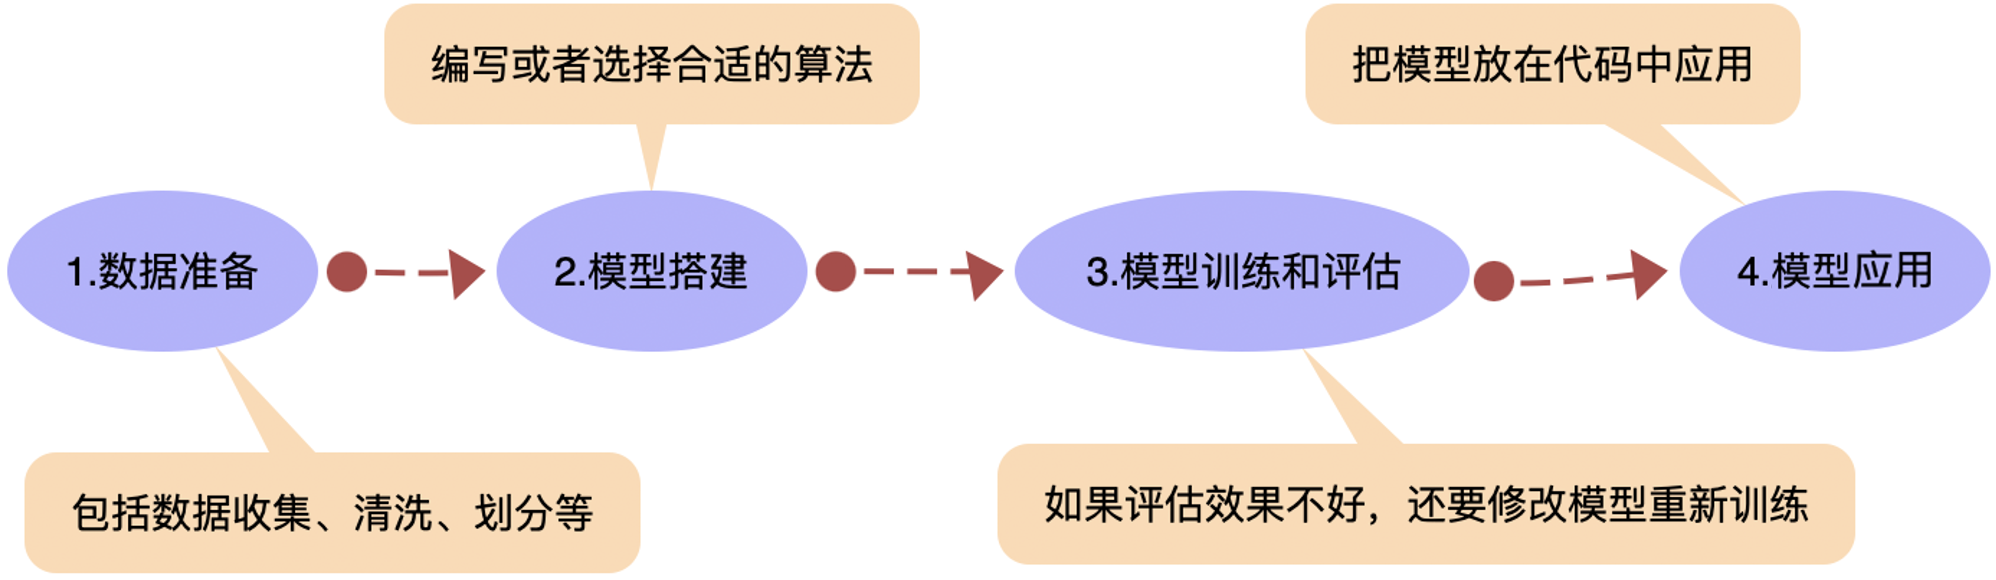 编写或者选择合适的算法
把模型放在代码中应用
1.数据准备
2.模型搭建
3.模型训练和评估
4.模型应用
包括数据收集、清洗、划分等
如果评估效果不好，还要修改模型重新训练